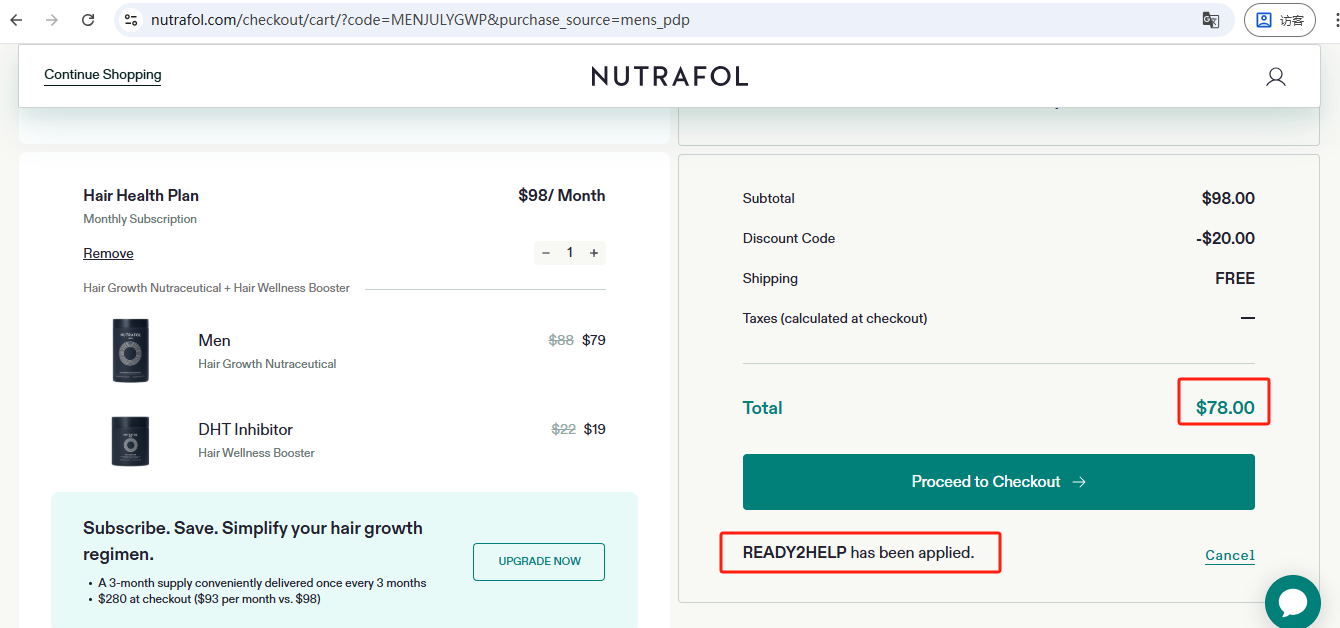 nutrafol.com/checkout/cart/?code=MENJULYGWP&purchase_source=mens_pdp
访客
Continue Shopping
NUTRAFOL
Hair Health Plan
$98/ Month
Monthly Subscription
Remove
− 1 +
Hair Growth Nutraceutical + Hair Wellness Booster
Men
$88 $79
Hair Growth Nutraceutical
DHT Inhibitor
$22 $19
Hair Wellness Booster
Subscribe. Save. Simplify your hair growth
regimen.
• A 3-month supply conveniently delivered once every 3 months
• $280 at checkout ($93 per month vs. $98)
UPGRADE NOW
Subtotal
$98.00
Discount Code
-$20.00
Shipping
FREE
Taxes (calculated at checkout)
—
Total
$78.00
Proceed to Checkout →
READY2HELP has been applied.
Cancel